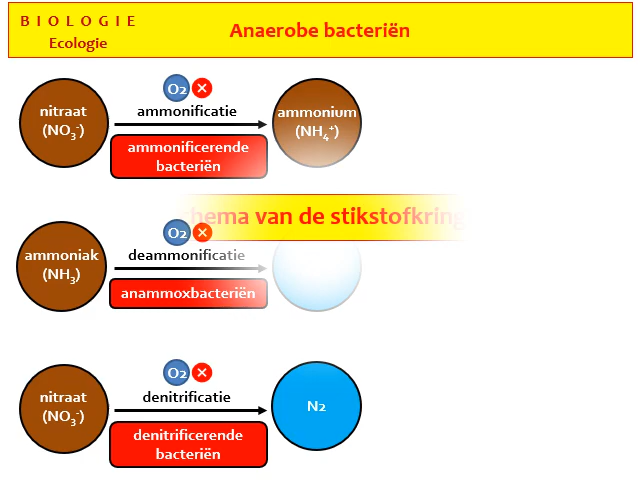 BIOLOGIE
Ecologie
Anaerobe bacteriën
O2
nitraat
(NO3-)
ammonificatie
ammonium
(NH4+)
ammonificerende
bacteriën
hema van de stikstofkring
O2
ammoniak
(NH3)
deammonificatie
anammoxbacteriën
O2
nitraat
(NO3-)
denitrificatie
N2
denitrificerende
bacteriën